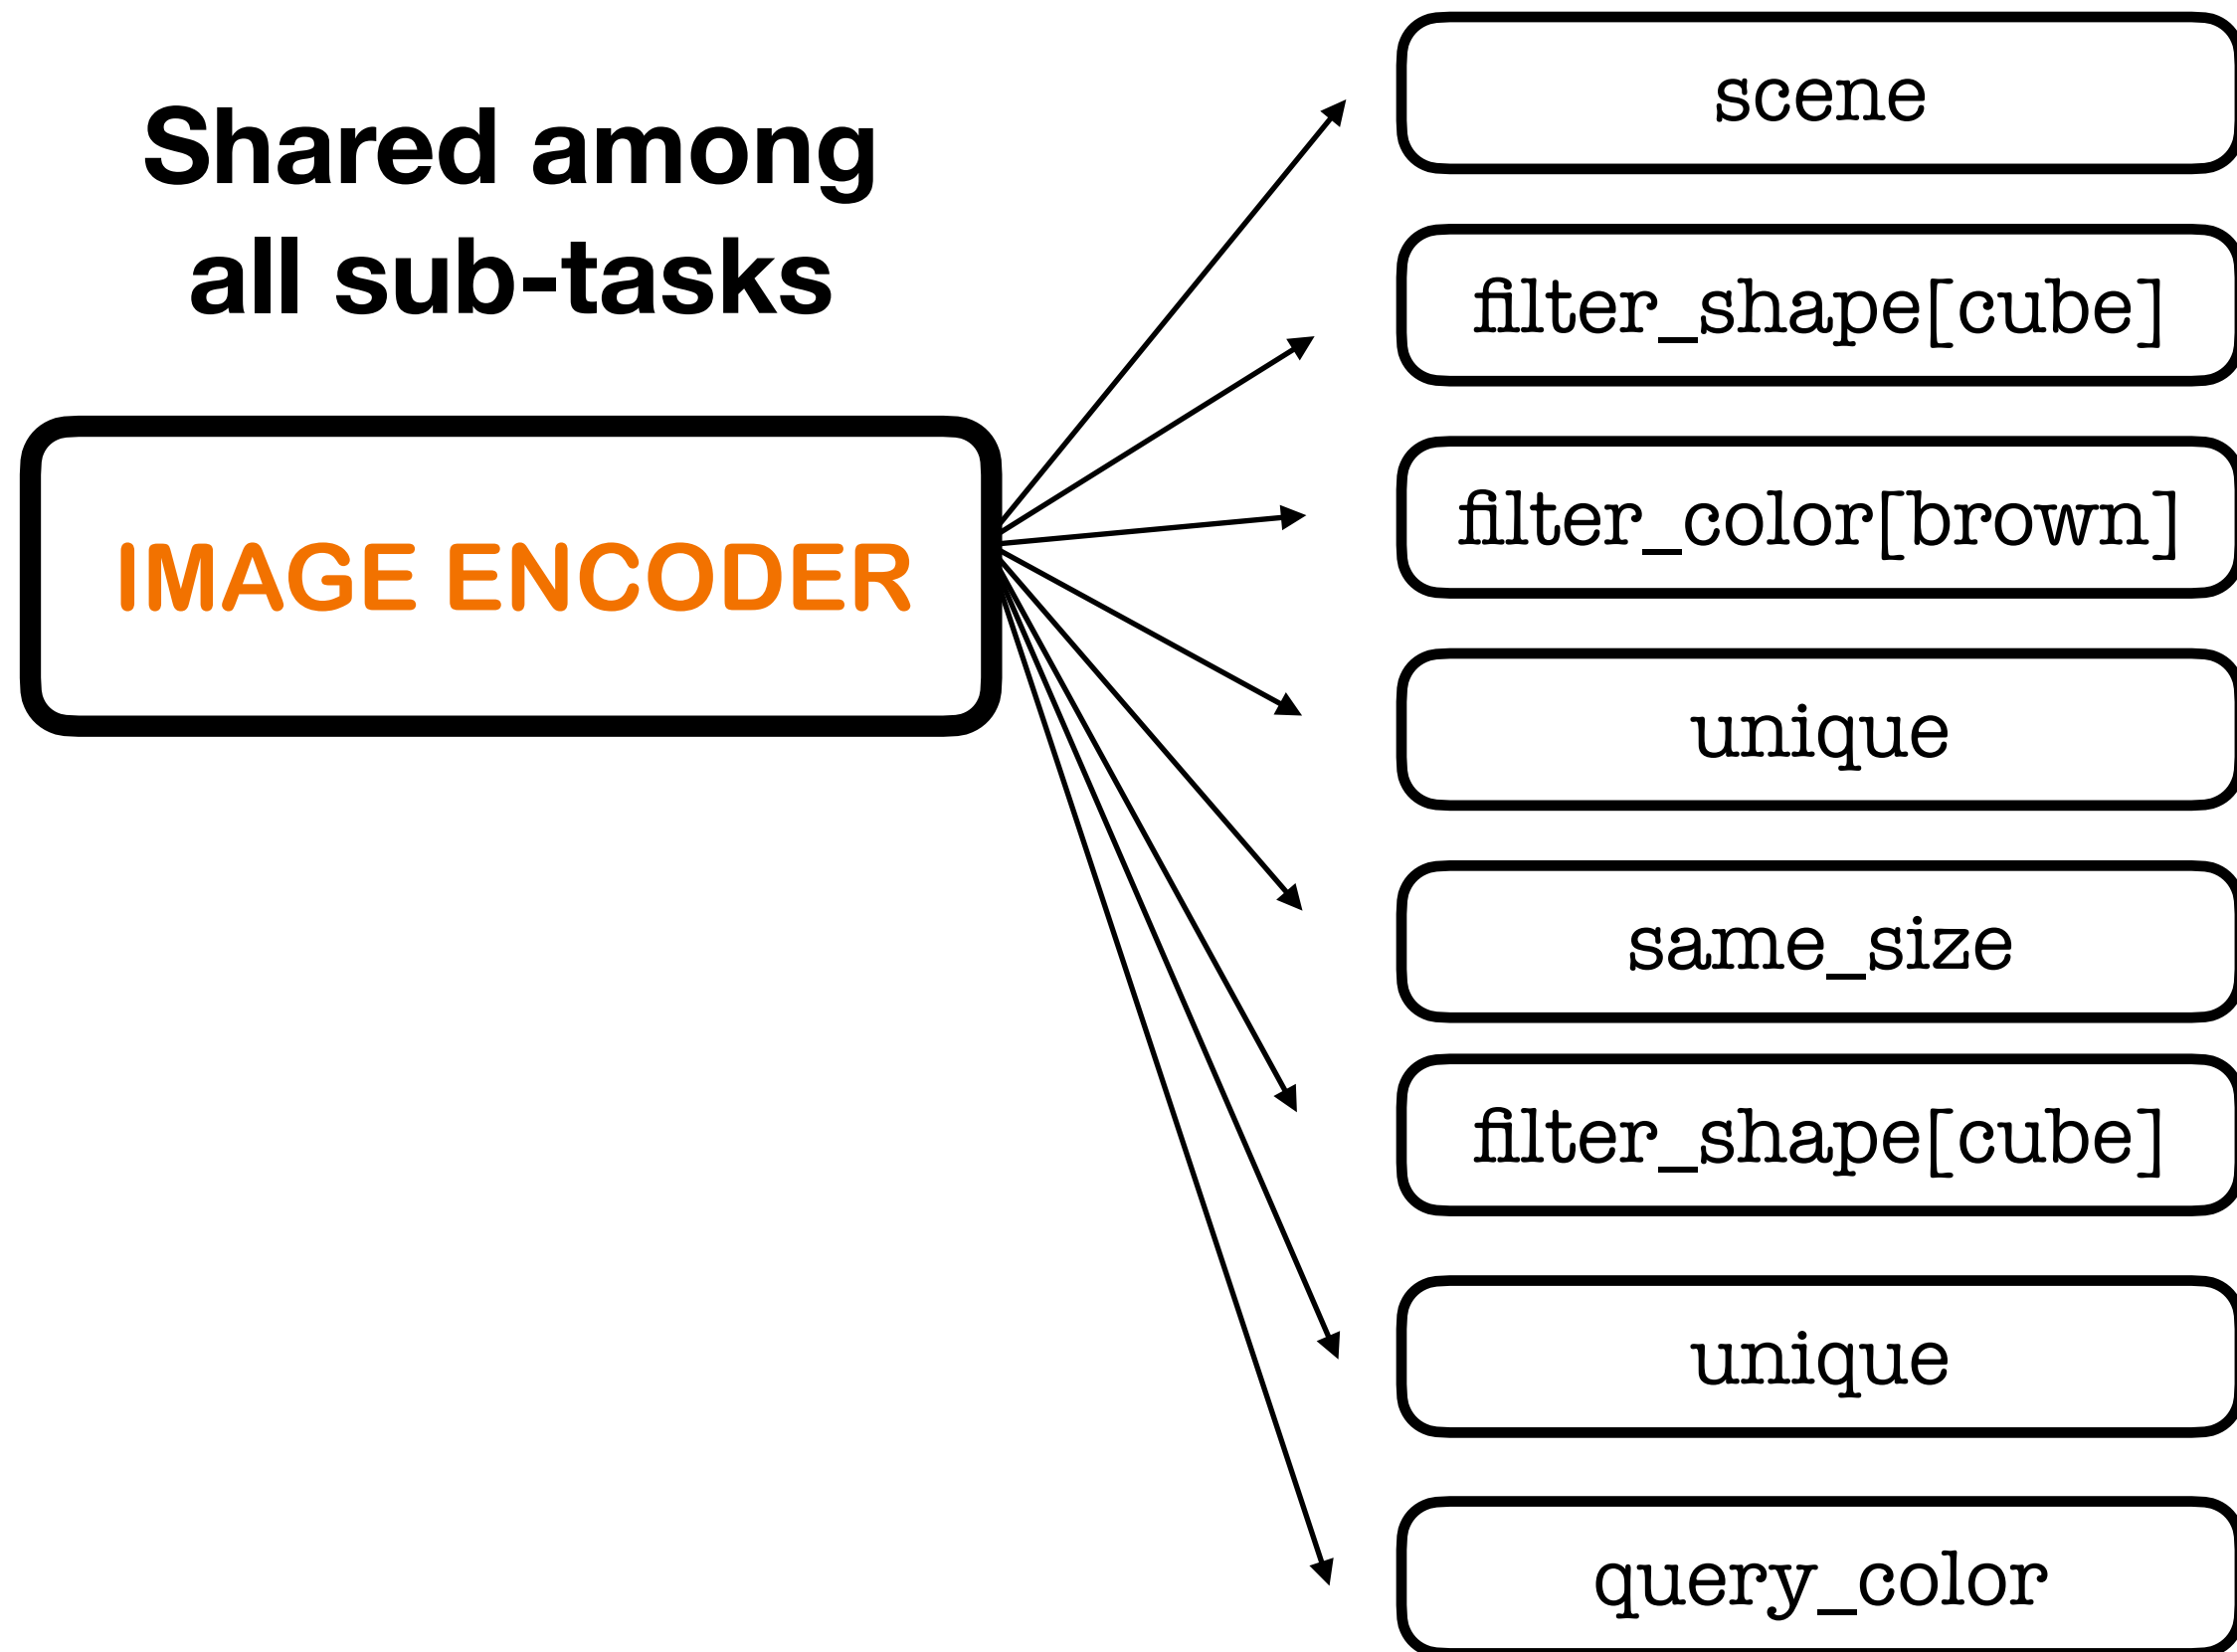 Shared among
all sub-tasks
IMAGE ENCODER
scene
filter_shape[cube]
filter_color[brown]
unique
same_size
filter_shape[cube]
unique
query_color